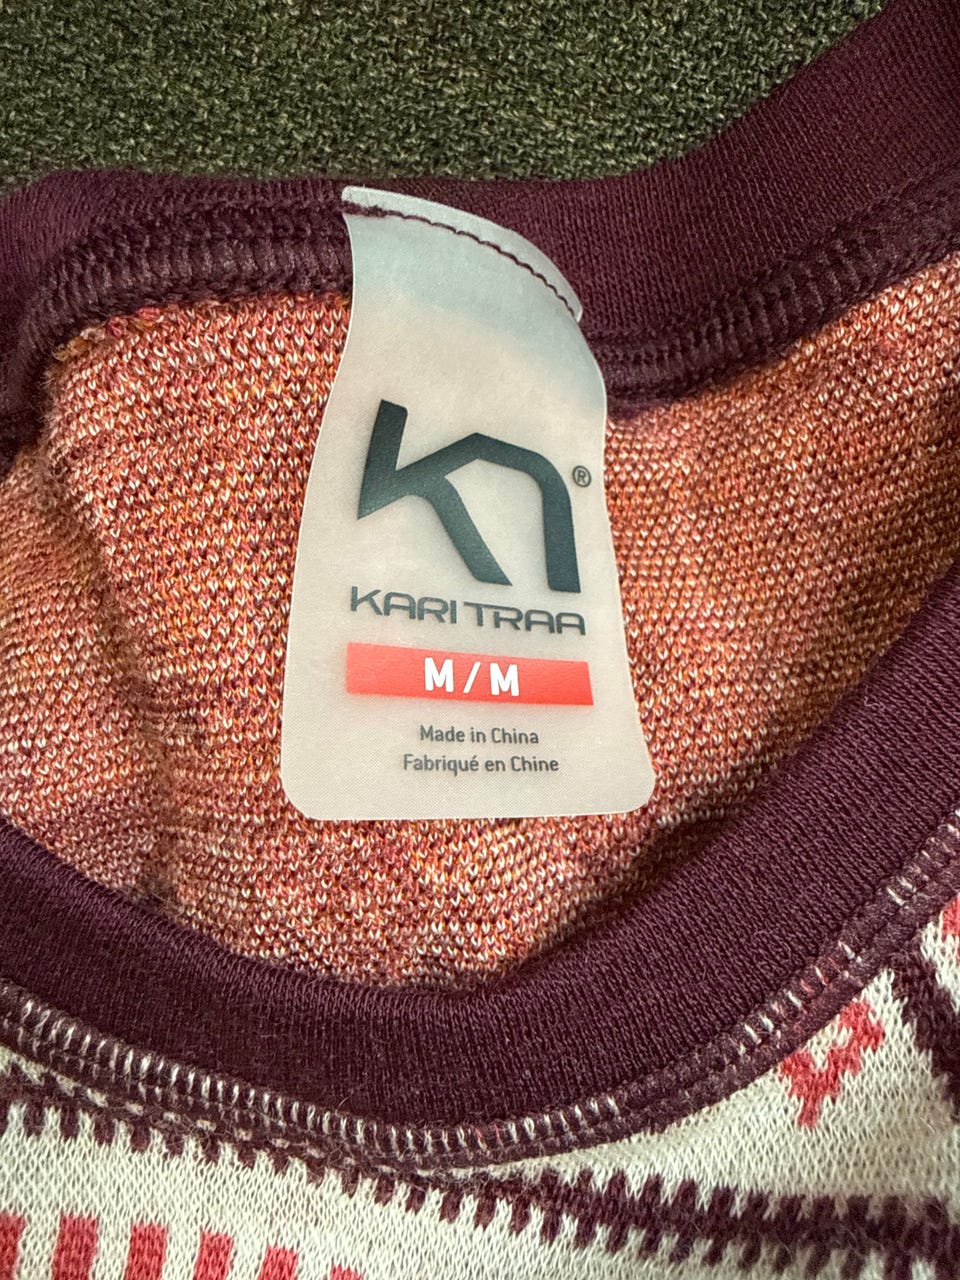 ®
KARI TRAA
M / M
Made in China
Fabriqué en Chine